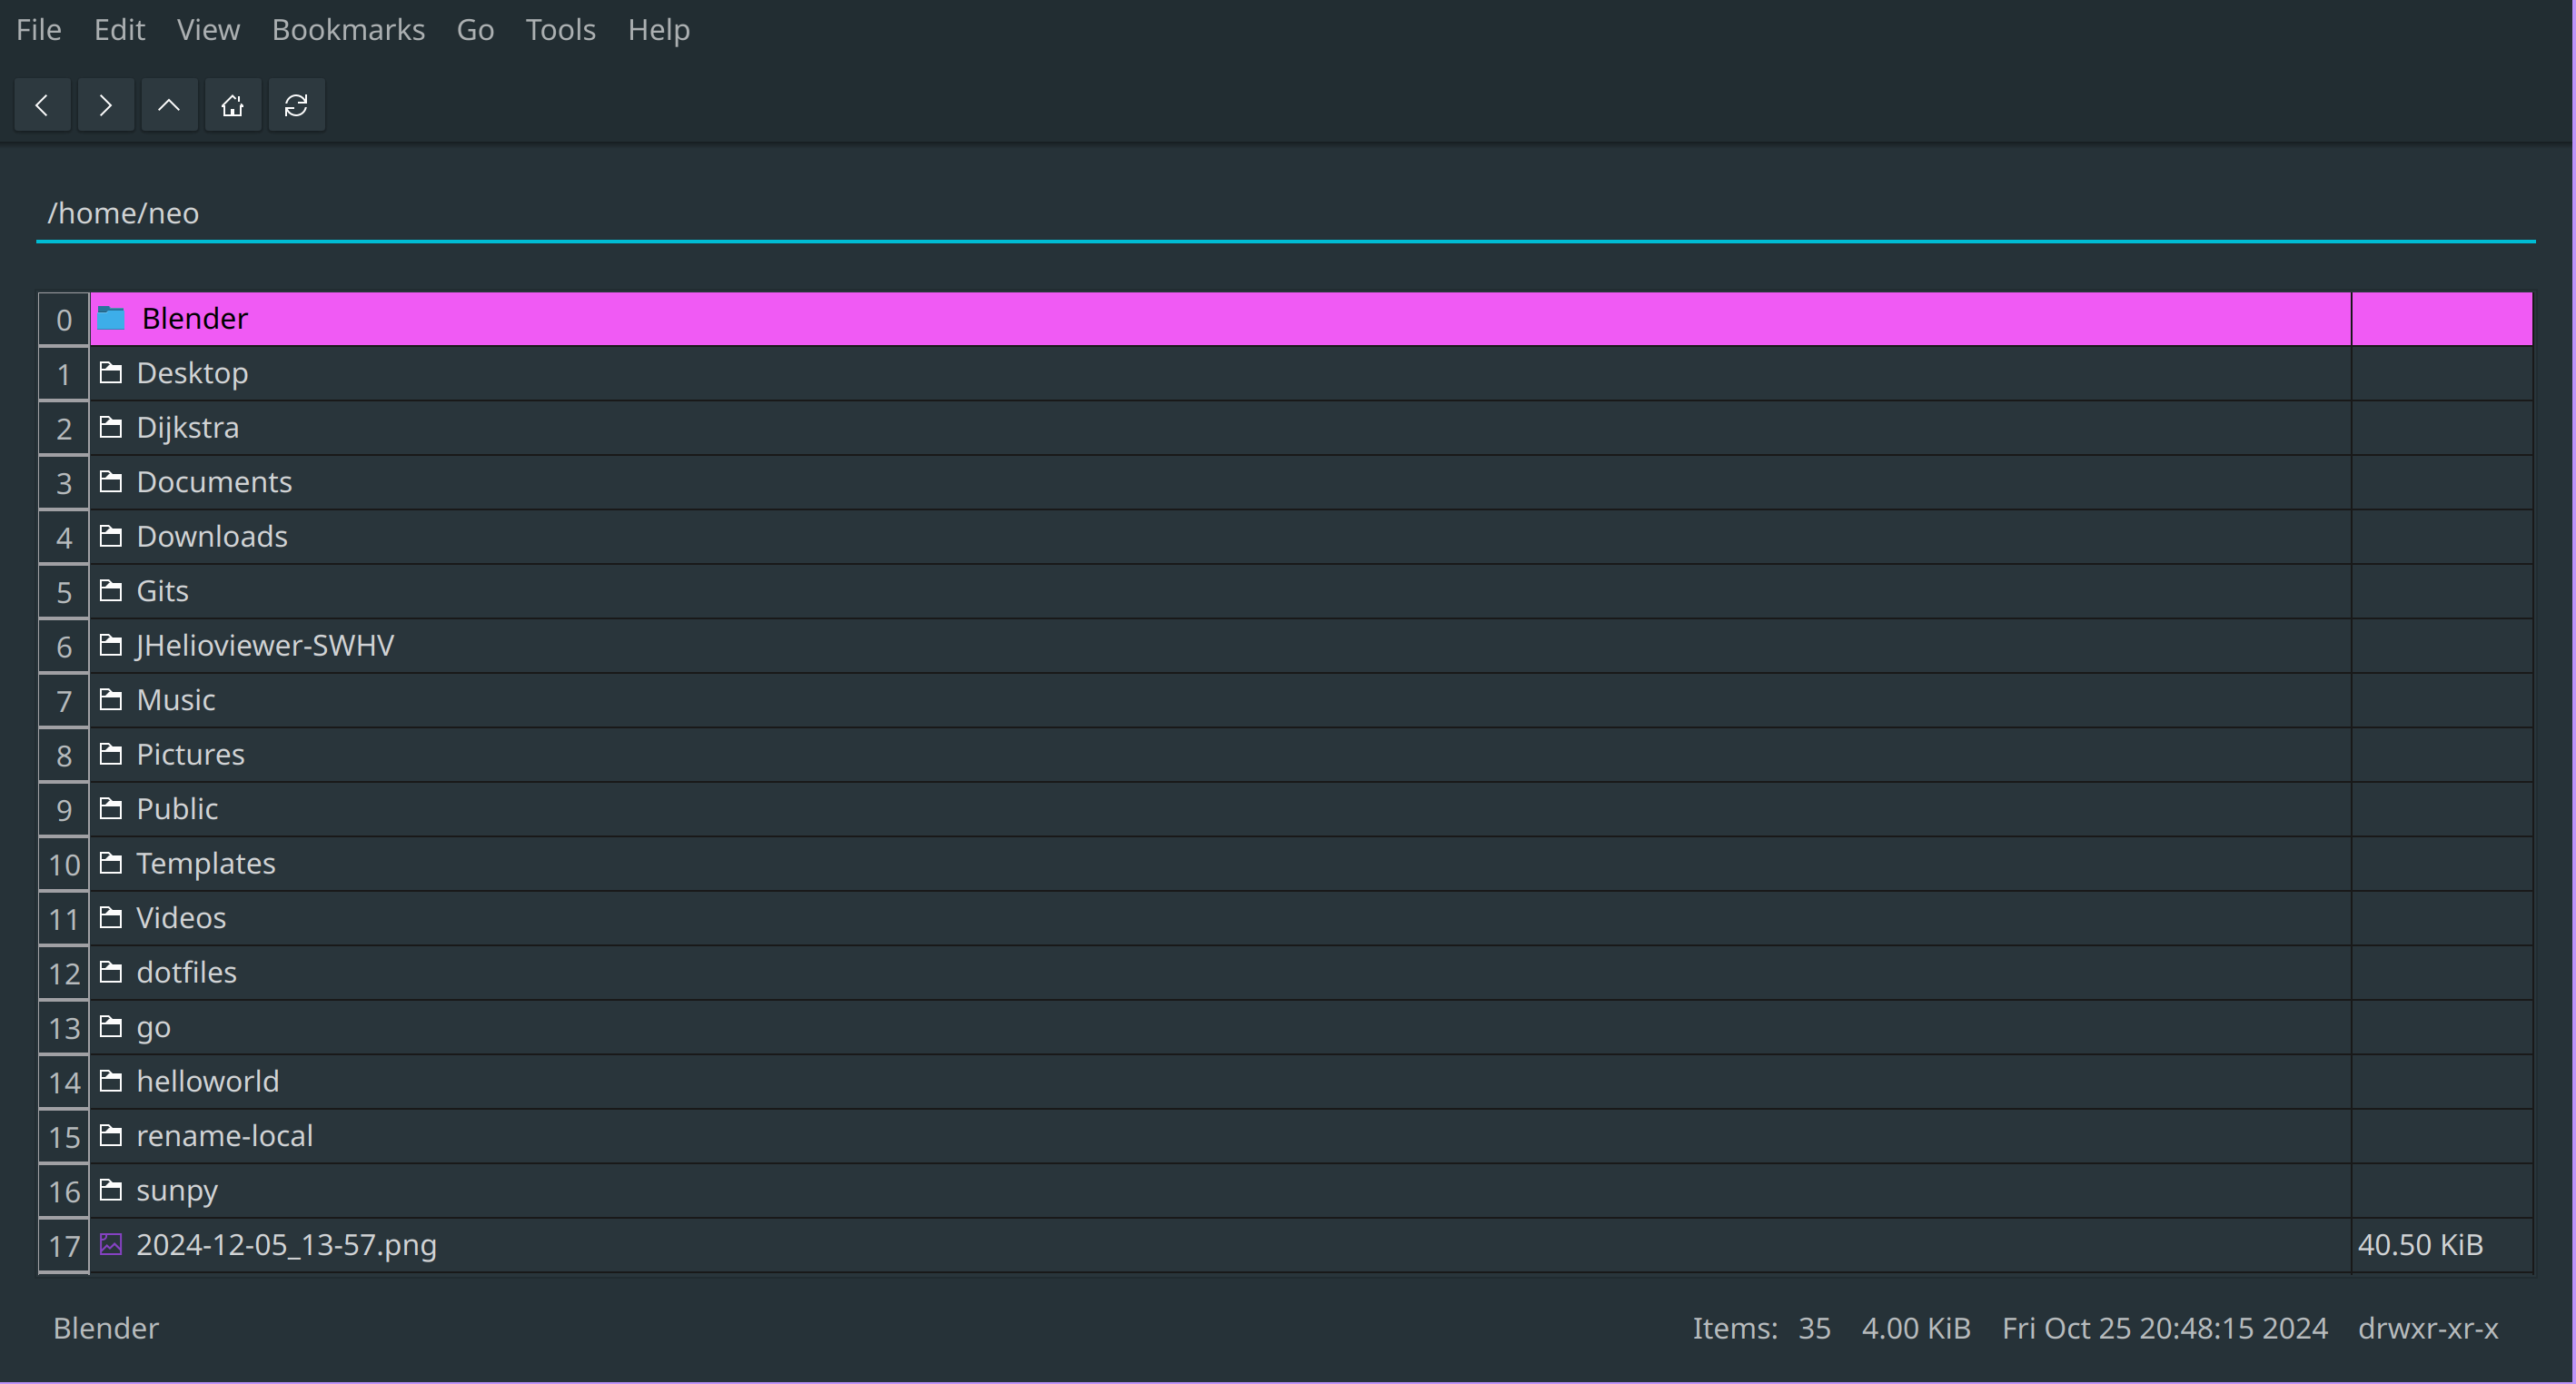 File Edit View Bookmarks Go Tools Help
/home/neo
0 Blender
1 Desktop
2 Dijkstra
3 Documents
4 Downloads
5 Gits
6 JHelioviewer-SWHV
7 Music
8 Pictures
9 Public
10 Templates
11 Videos
12 dotfiles
13 go
14 helloworld
15 rename-local
16 sunpy
17 2024-12-05_13-57.png 40.50 KiB
Blender Items: 35 4.00 KiB Fri Oct 25 20:48:15 2024 drwxr-xr-x